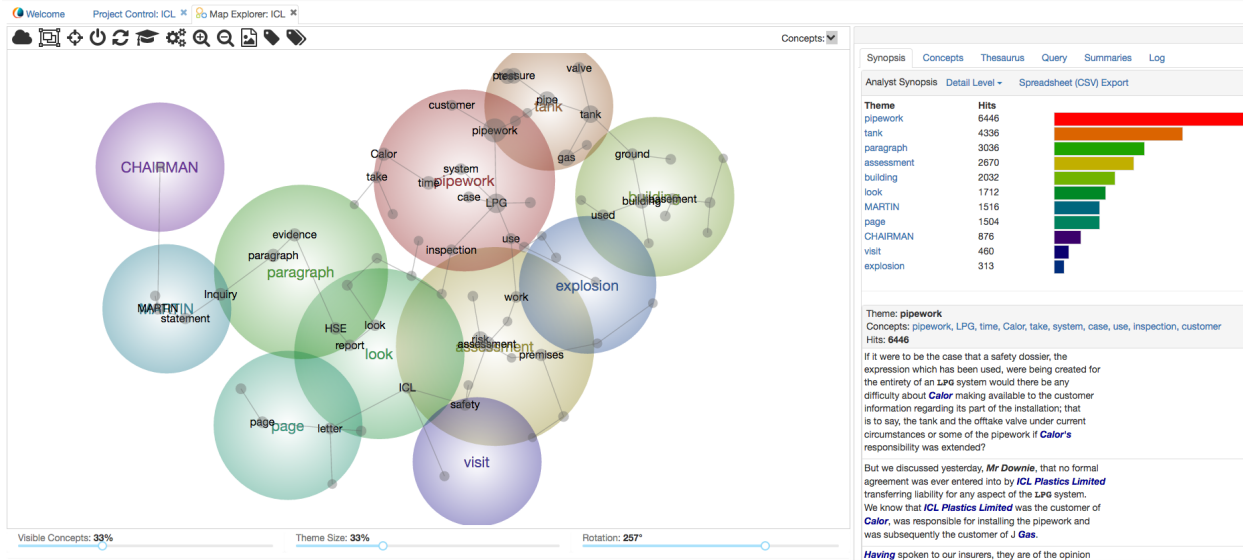 Welcome
Project Control: ICL ×
Map Explorer: ICL ×
Concepts:
CHAIRMAN
MARTIN
MARTIN
statement
Inquiry
evidence
paragraph
paragraph
HSE
report
look
look
page
page
letter
ICL
safety
visit
assessment
risk
assessment
premises
work
use
inspection
explosion
customer
pipework
Calor
take
time
system
pipework
case
LPG
pressure
valve
pipe
tank
tank
gas
ground
building
building
basement
used
Visible Concepts: 33%
Theme Size: 33%
Rotation: 257°
Synopsis Concepts Thesaurus Query Summaries Log
Analyst Synopsis Detail Level Spreadsheet (CSV) Export
Theme Hits
pipework 6446
tank 4336
paragraph 3036
assessment 2670
building 2032
look 1712
MARTIN 1516
page 1504
CHAIRMAN 876
visit 460
explosion 313
Theme: pipework
Concepts: pipework, LPG, time, Calor, take, system, case, use, inspection, customer
Hits: 6446
If it were to be the case that a safety dossier, the
expression which has been used, were being created for
the entirety of an LPG system would there be any
difficulty about Calor making available to the customer
information regarding its part of the installation; that
is to say, the tank and the offtake valve under current
circumstances or some of the pipework if Calor's
responsibility was extended?
But we discussed yesterday, Mr Downie, that no formal
agreement was ever entered into by ICL Plastics Limited
transferring liability for any aspect of the LPG system.
We know that ICL Plastics Limited was the customer of
Calor, was responsible for installing the pipework and
was subsequently the customer of J Gas.
Having spoken to our insurers, they are of the opinion